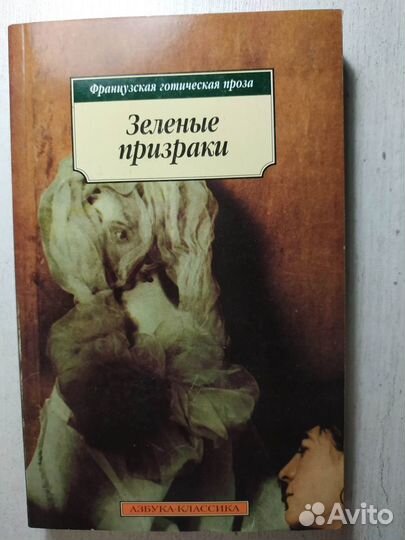 Французская готическая проза
Зеленые
призраки
АЗБУКА-КЛАССИКА
Avito